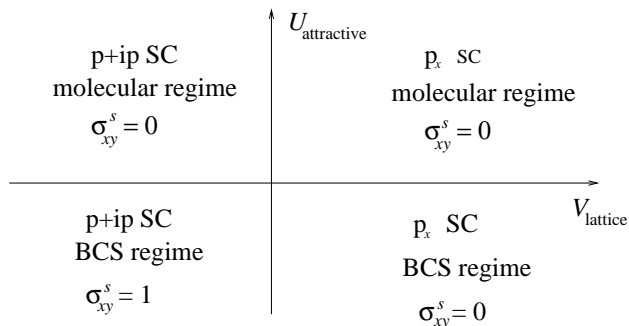 U_attractive
p+ip SC
molecular regime
σ^s_xy = 0
p_x SC
molecular regime
σ^s_xy = 0
V_lattice
p+ip SC
BCS regime
σ^s_xy = 1
p_x SC
BCS regime
σ^s_xy = 0